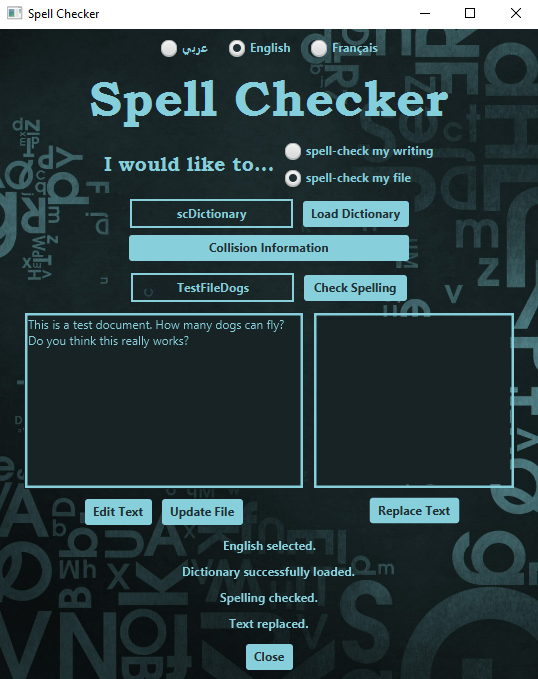 Spell Checker
عربي English Français
Spell Checker
I would like to...
spell-check my writing
spell-check my file
scDictionary Load Dictionary
Collision Information
TestFileDogs Check Spelling
This is a test document. How many dogs can fly?
Do you think this really works?
Edit Text Update File Replace Text
English selected.
Dictionary successfully loaded.
Spelling checked.
Text replaced.
Close